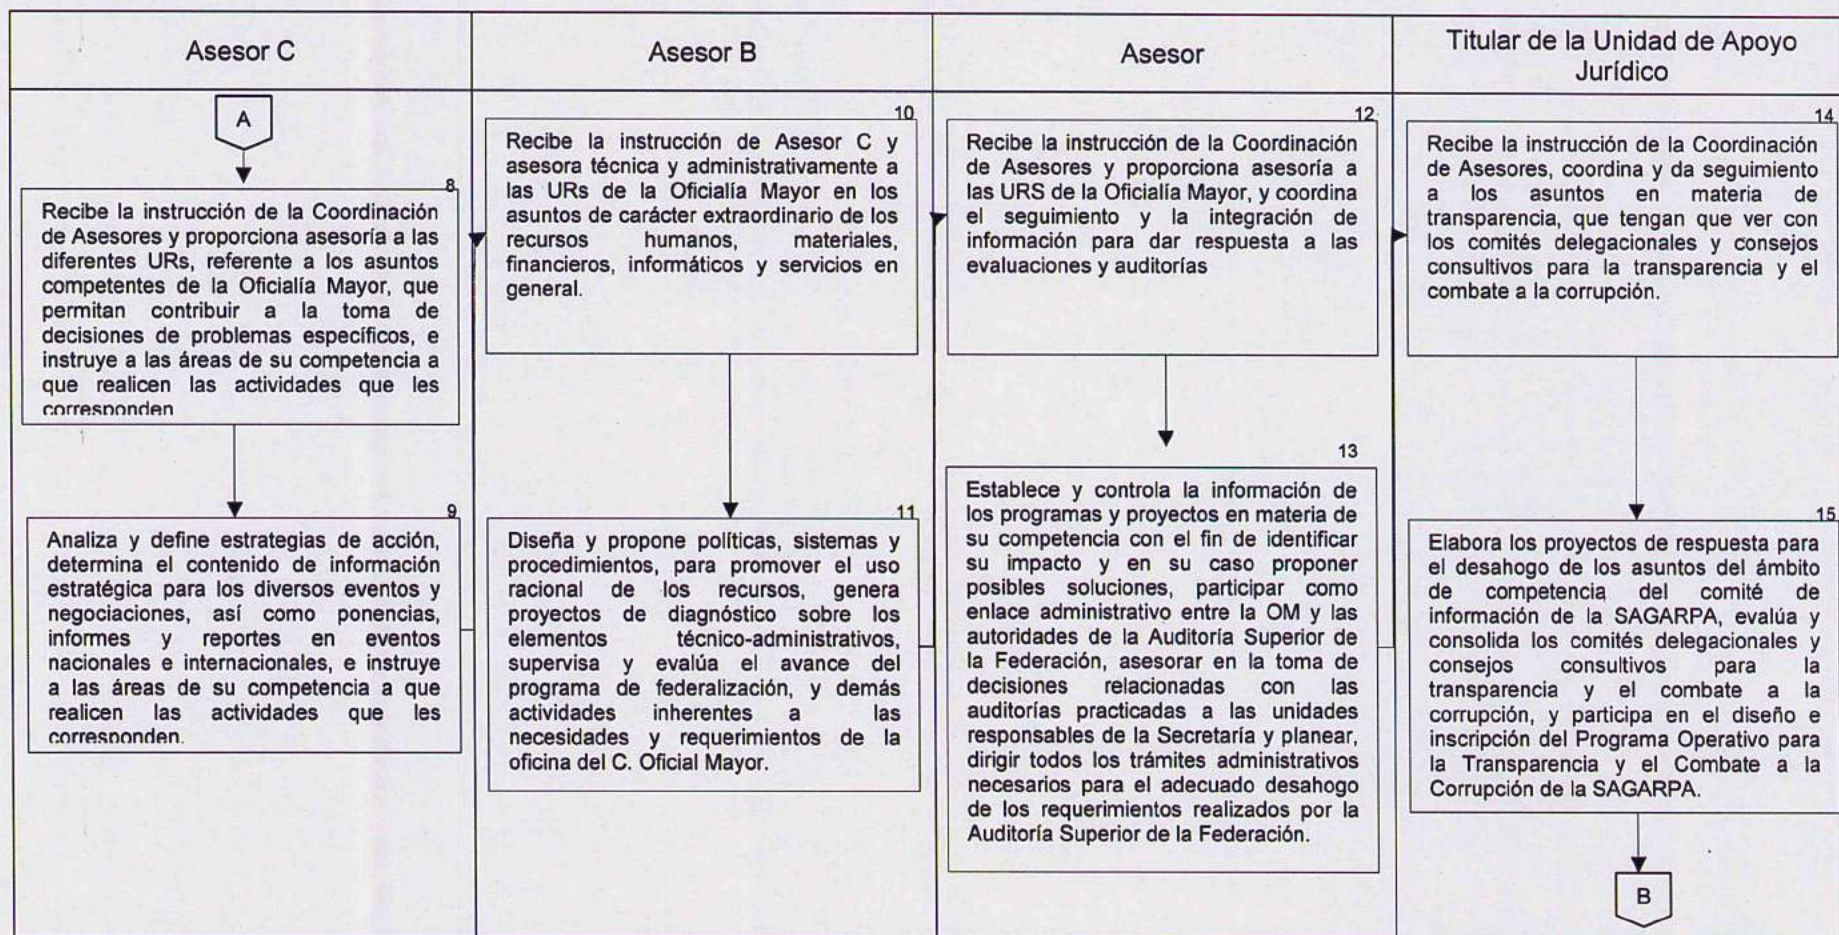 Asesor C
A
8
Recibe la instrucción de la Coordinación
de Asesores y proporciona asesoría a las
diferentes URs, referente a los asuntos
competentes de la Oficialía Mayor, que
permitan contribuir a la toma de
decisiones de problemas específicos, e
instruye a las áreas de su competencia a
que realicen las actividades que les
corresponden
9
Analiza y define estrategias de acción,
determina el contenido de información
estratégica para los diversos eventos y
negociaciones, así como ponencias,
informes y reportes en eventos
nacionales e internacionales, e instruye
a las áreas de su competencia a que
realicen las actividades que les
corresponden.
Asesor B
10
Recibe la instrucción de Asesor C y
asesora técnica y administrativamente a
las URs de la Oficialía Mayor en los
asuntos de carácter extraordinario de los
recursos humanos, materiales,
financieros, informáticos y servicios en
general.
11
Diseña y propone políticas, sistemas y
procedimientos, para promover el uso
racional de los recursos, genera
proyectos de diagnóstico sobre los
elementos técnico-administrativos,
supervisa y evalúa el avance del
programa de federalización, y demás
actividades inherentes a las
necesidades y requerimientos de la
oficina del C. Oficial Mayor.
Asesor
12
Recibe la instrucción de la Coordinación
de Asesores y proporciona asesoría a
las URS de la Oficialía Mayor, y coordina
el seguimiento y la integración de
información para dar respuesta a las
evaluaciones y auditorías
13
Establece y controla la información de
los programas y proyectos en materia de
su competencia con el fin de identificar
su impacto y en su caso proponer
posibles soluciones, participar como
enlace administrativo entre la OM y las
autoridades de la Auditoría Superior de
la Federación, asesorar en la toma de
decisiones relacionadas con las
auditorías practicadas a las unidades
responsables de la Secretaría y planear,
dirigir todos los trámites administrativos
necesarios para el adecuado desahogo
de los requerimientos realizados por la
Auditoría Superior de la Federación.
Titular de la Unidad de Apoyo
Jurídico
14
Recibe la instrucción de la Coordinación
de Asesores, coordina y da seguimiento
a los asuntos en materia de
transparencia, que tengan que ver con
los comités delegacionales y consejos
consultivos para la transparencia y el
combate a la corrupción.
15
Elabora los proyectos de respuesta para
el desahogo de los asuntos del ámbito
de competencia del comité de
información de la SAGARPA, evalúa y
consolida los comités delegacionales y
consejos consultivos para la
transparencia y el combate a la
corrupción, y participa en el diseño e
inscripción del Programa Operativo para
la Transparencia y el Combate a la
Corrupción de la SAGARPA.
B